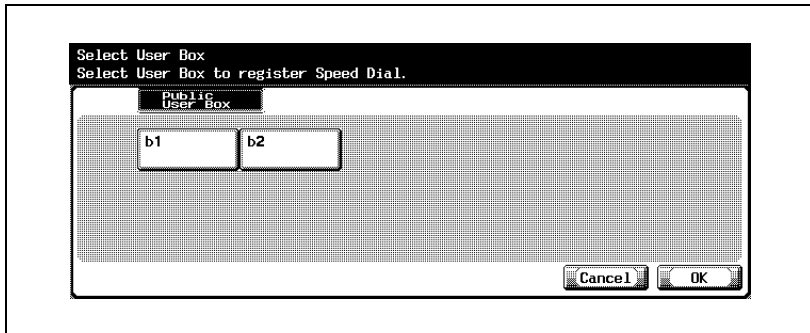 Select User Box
Select User Box to register Speed Dial.
Public
User Box
b1 b2
Cancel OK